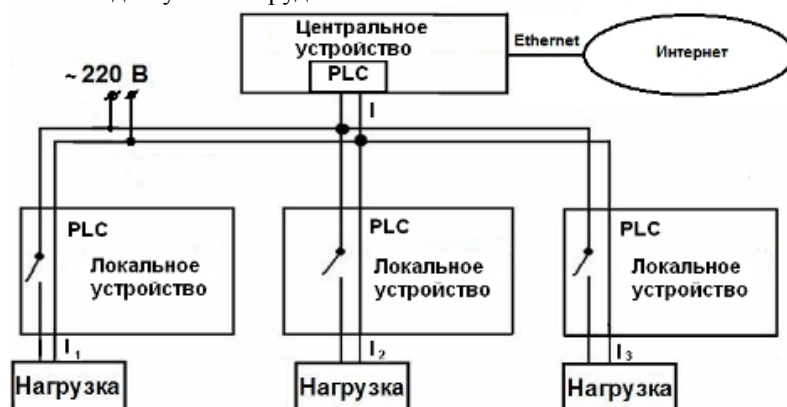 Центральное
устройство
PLC
Ethernet
Интернет
~ 220 В
I
PLC
Локальное
устройство
I1
Нагрузка
PLC
Локальное
устройство
I2
Нагрузка
PLC
Локальное
устройство
I3
Нагрузка